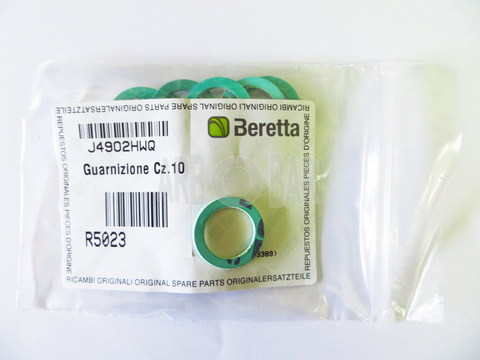 RICAMBI ORIGINALI ORIGINAL SPARE PARTS ORIGINALERSATZTEILE
REPUESTOS ORIGINALES PIECES D'ORIGINE
J4902HWQ
Beretta
Guarnizione Cz.10
R5023
3389)
RICAMBI ORIGINALI ORIGINAL SPARE PARTS ORIGINALERSATZTEILE
REPUESTOS ORIGINALES PIECES D'ORIGINE